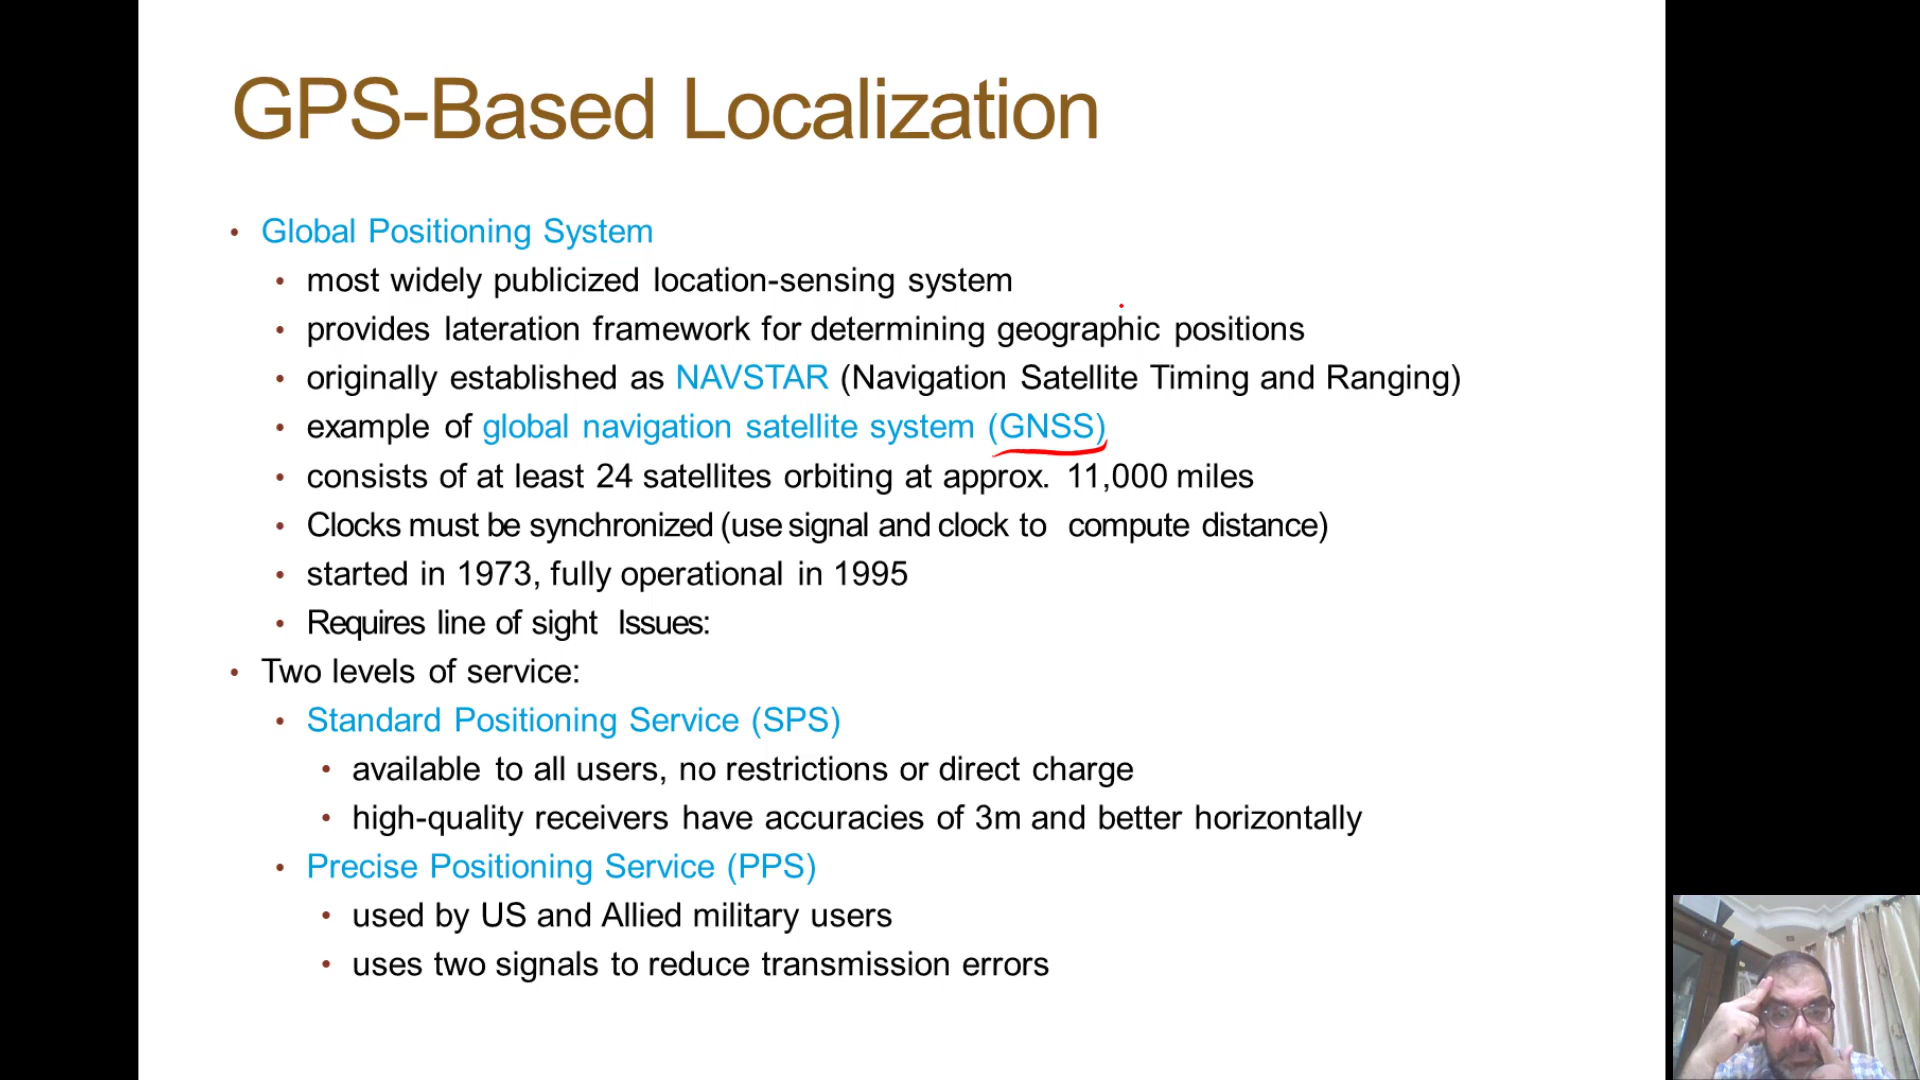 GPS-Based Localization
• Global Positioning System
• most widely publicized location-sensing system
• provides lateration framework for determining geographic positions
• originally established as NAVSTAR (Navigation Satellite Timing and Ranging)
• example of global navigation satellite system (GNSS)
• consists of at least 24 satellites orbiting at approx. 11,000 miles
• Clocks must be synchronized (use signal and clock to compute distance)
• started in 1973, fully operational in 1995
• Requires line of sight Issues:
• Two levels of service:
• Standard Positioning Service (SPS)
• available to all users, no restrictions or direct charge
• high-quality receivers have accuracies of 3m and better horizontally
• Precise Positioning Service (PPS)
• used by US and Allied military users
• uses two signals to reduce transmission errors